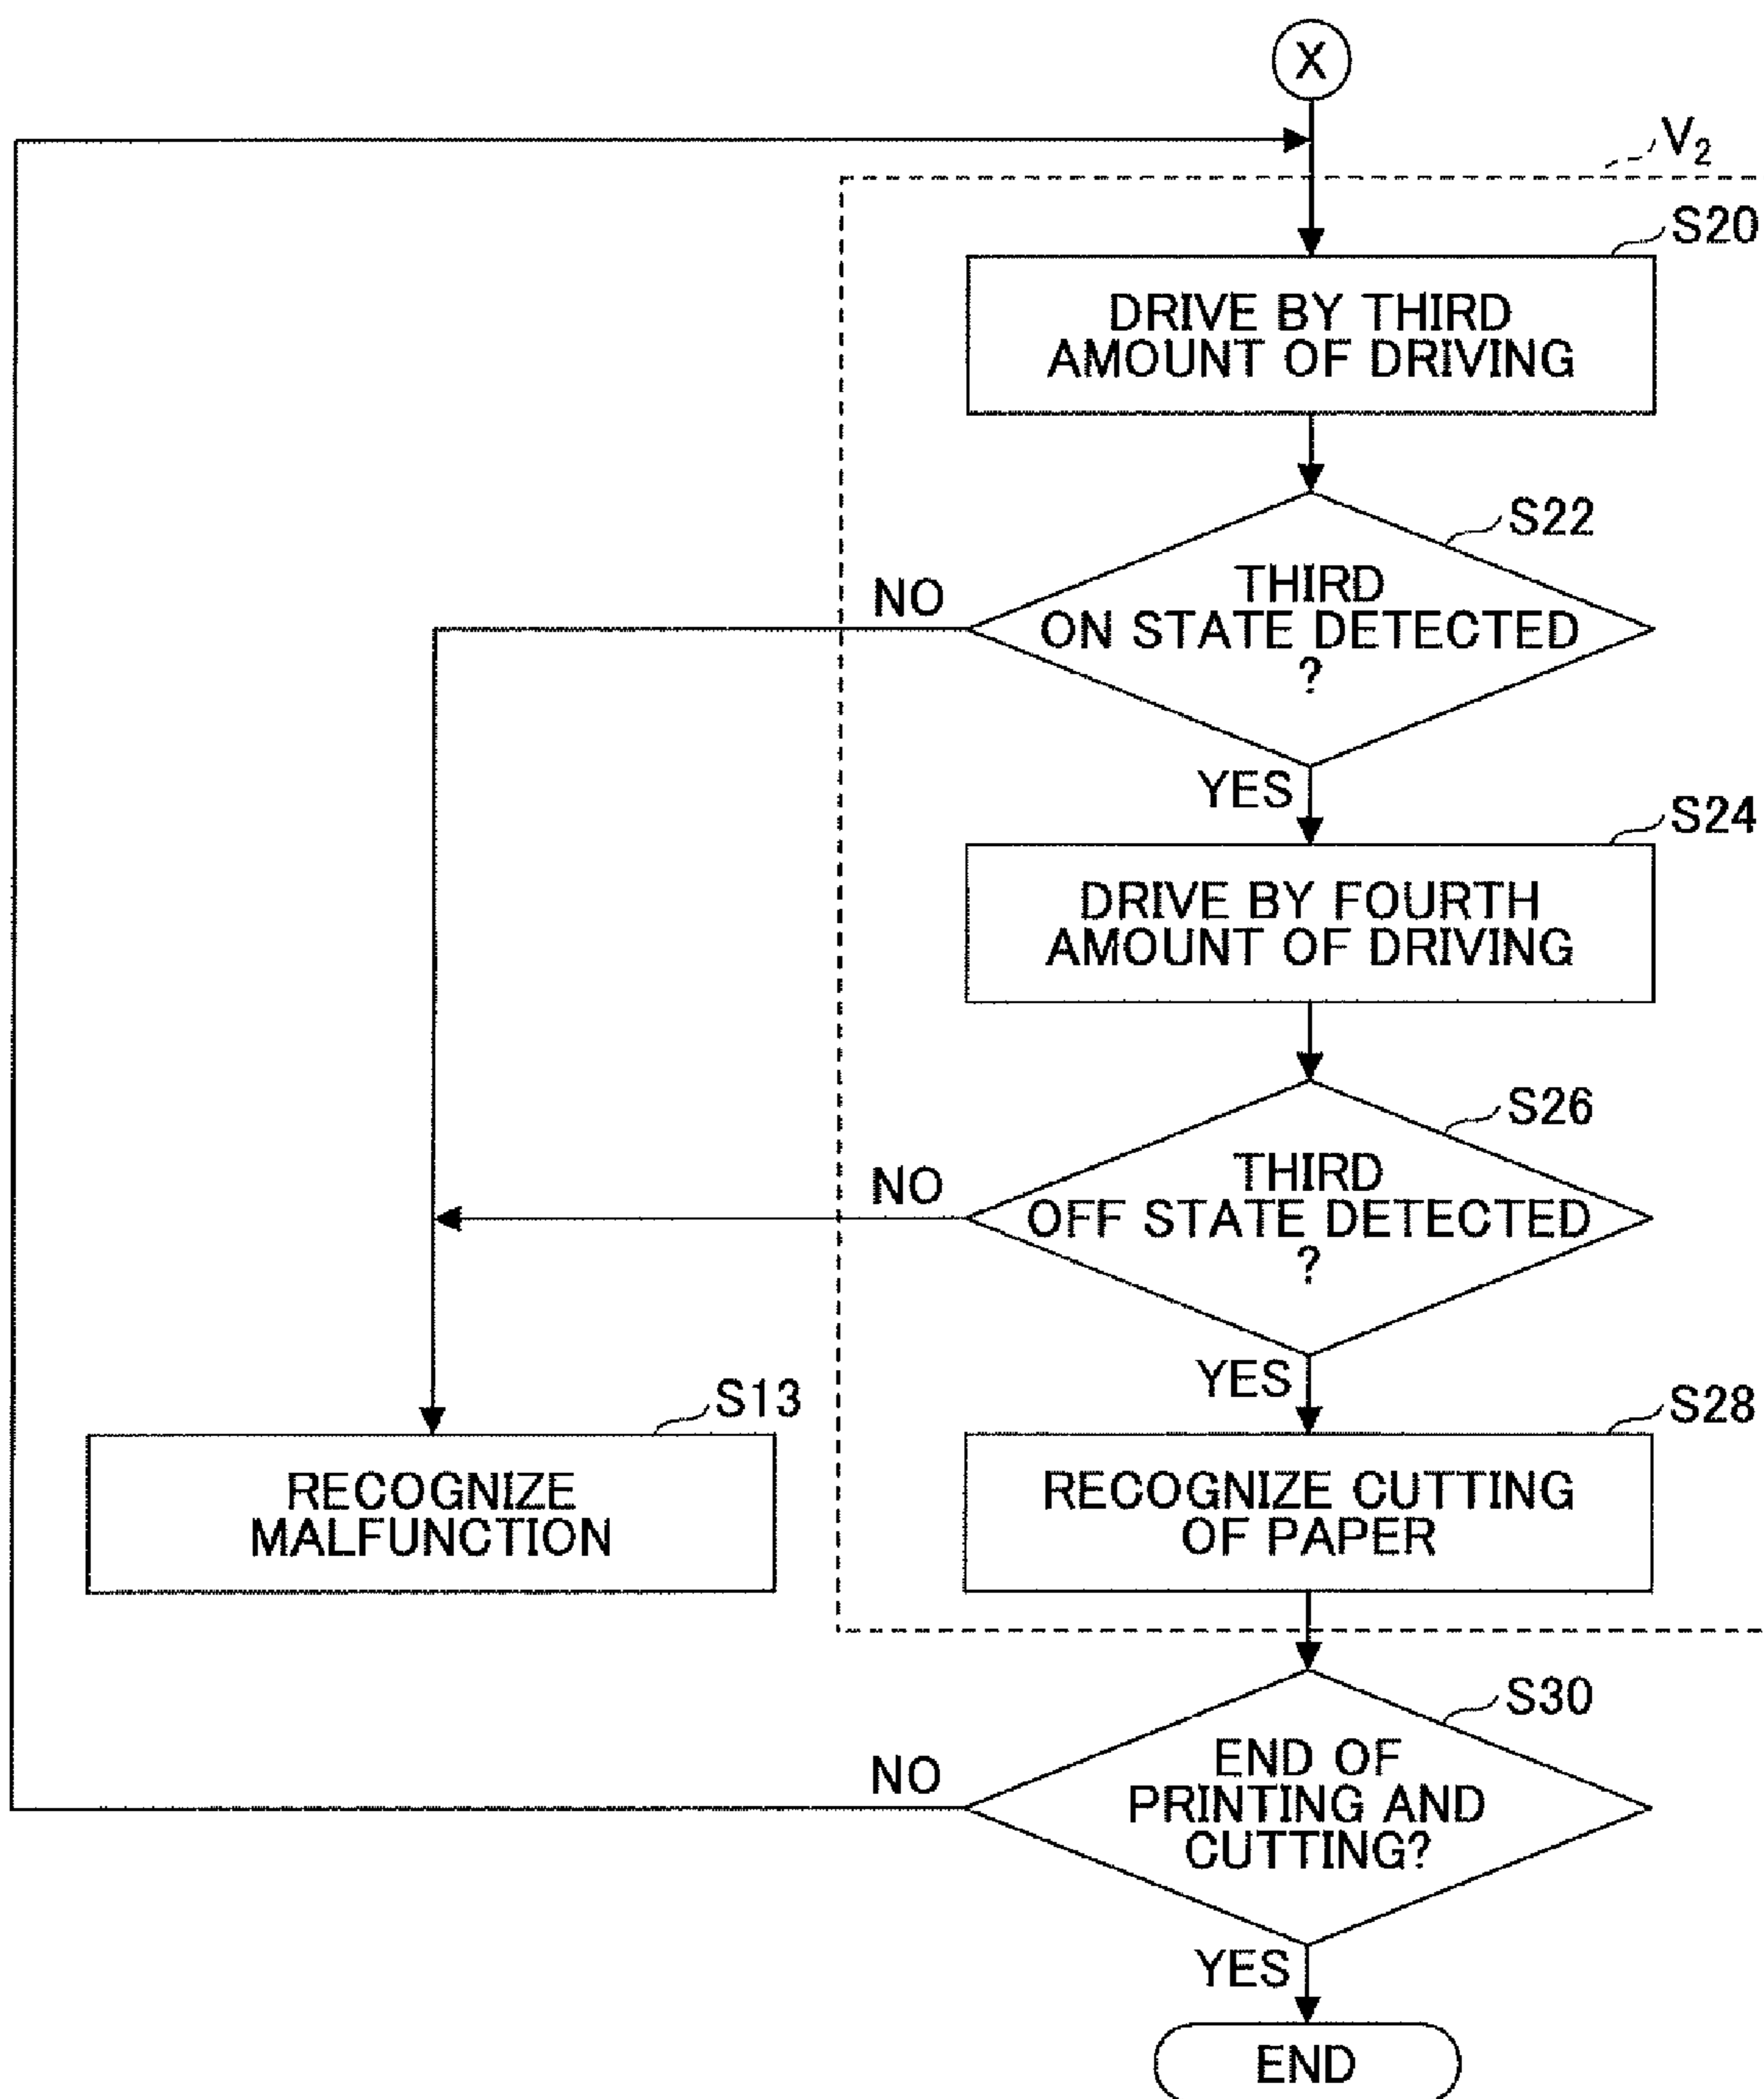 X
V2
S20
DRIVE BY THIRD
AMOUNT OF DRIVING
S22
THIRD
ON STATE DETECTED
?
NO
YES
S24
DRIVE BY FOURTH
AMOUNT OF DRIVING
S26
THIRD
OFF STATE DETECTED
?
NO
YES
S13
RECOGNIZE
MALFUNCTION
S28
RECOGNIZE CUTTING
OF PAPER
S30
END OF
PRINTING AND
CUTTING?
NO
YES
END